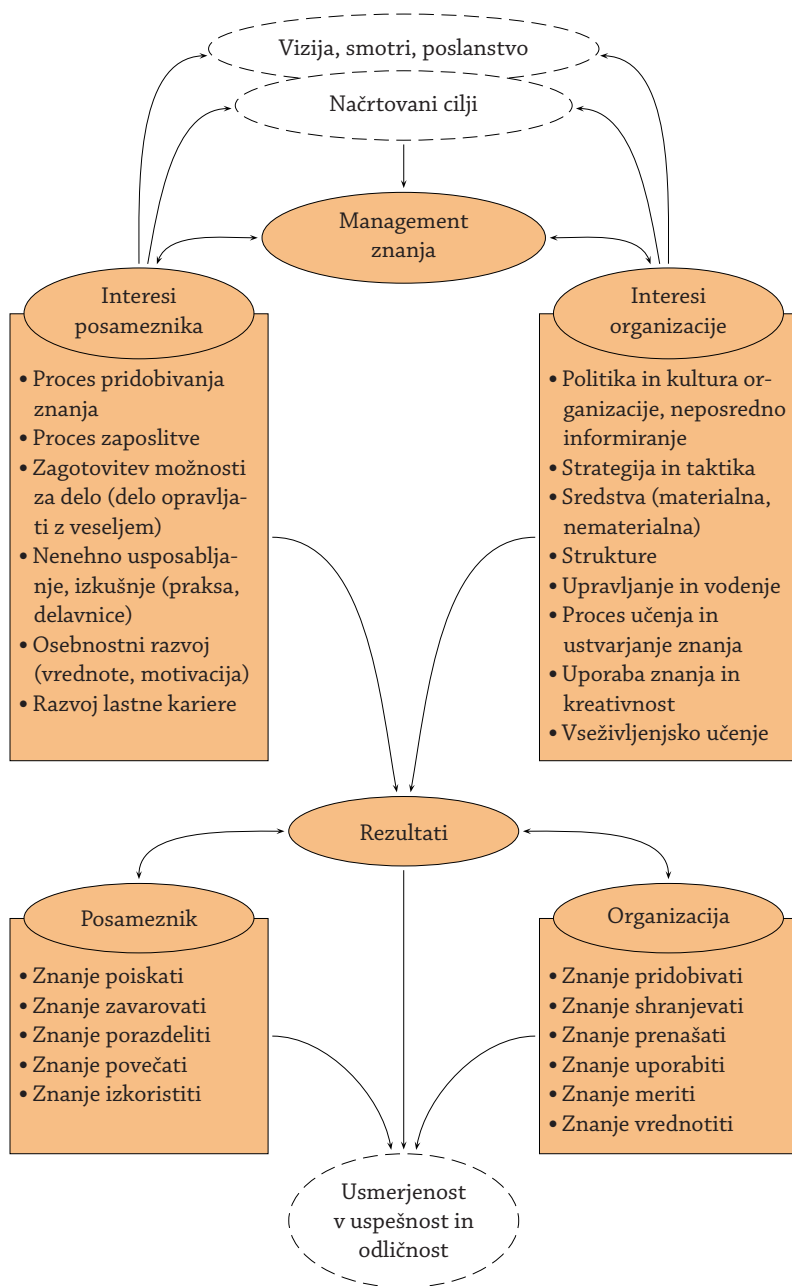 Vizija, smotri, poslanstvo
Načrtovani cilji
Management
znanja
Interesi
posameznika
• Proces pridobivanja
znanja
• Proces zaposlitve
• Zagotovitev možnosti
za delo (delo opravlja-
ti z veseljem)
• Nenehno usposablja-
nje, izkušnje (praksa,
delavnice)
• Osebnostni razvoj
(vrednote, motivacija)
• Razvoj lastne kariere
Interesi
organizacije
• Politika in kultura or-
ganizacije, neposredno
informiranje
• Strategija in taktika
• Sredstva (materialna,
nematerialna)
• Strukture
• Upravljanje in vodenje
• Proces učenja in
ustvarjanje znanja
• Uporaba znanja in
kreativnost
• Vseživljenjsko učenje
Rezultati
Posameznik
• Znanje poiskati
• Znanje zavarovati
• Znanje porazdeliti
• Znanje povečati
• Znanje izkoristiti
Organizacija
• Znanje pridobivati
• Znanje shranjevati
• Znanje prenašati
• Znanje uporabiti
• Znanje meriti
• Znanje vrednotiti
Usmerjenost
v uspešnost in
odličnost